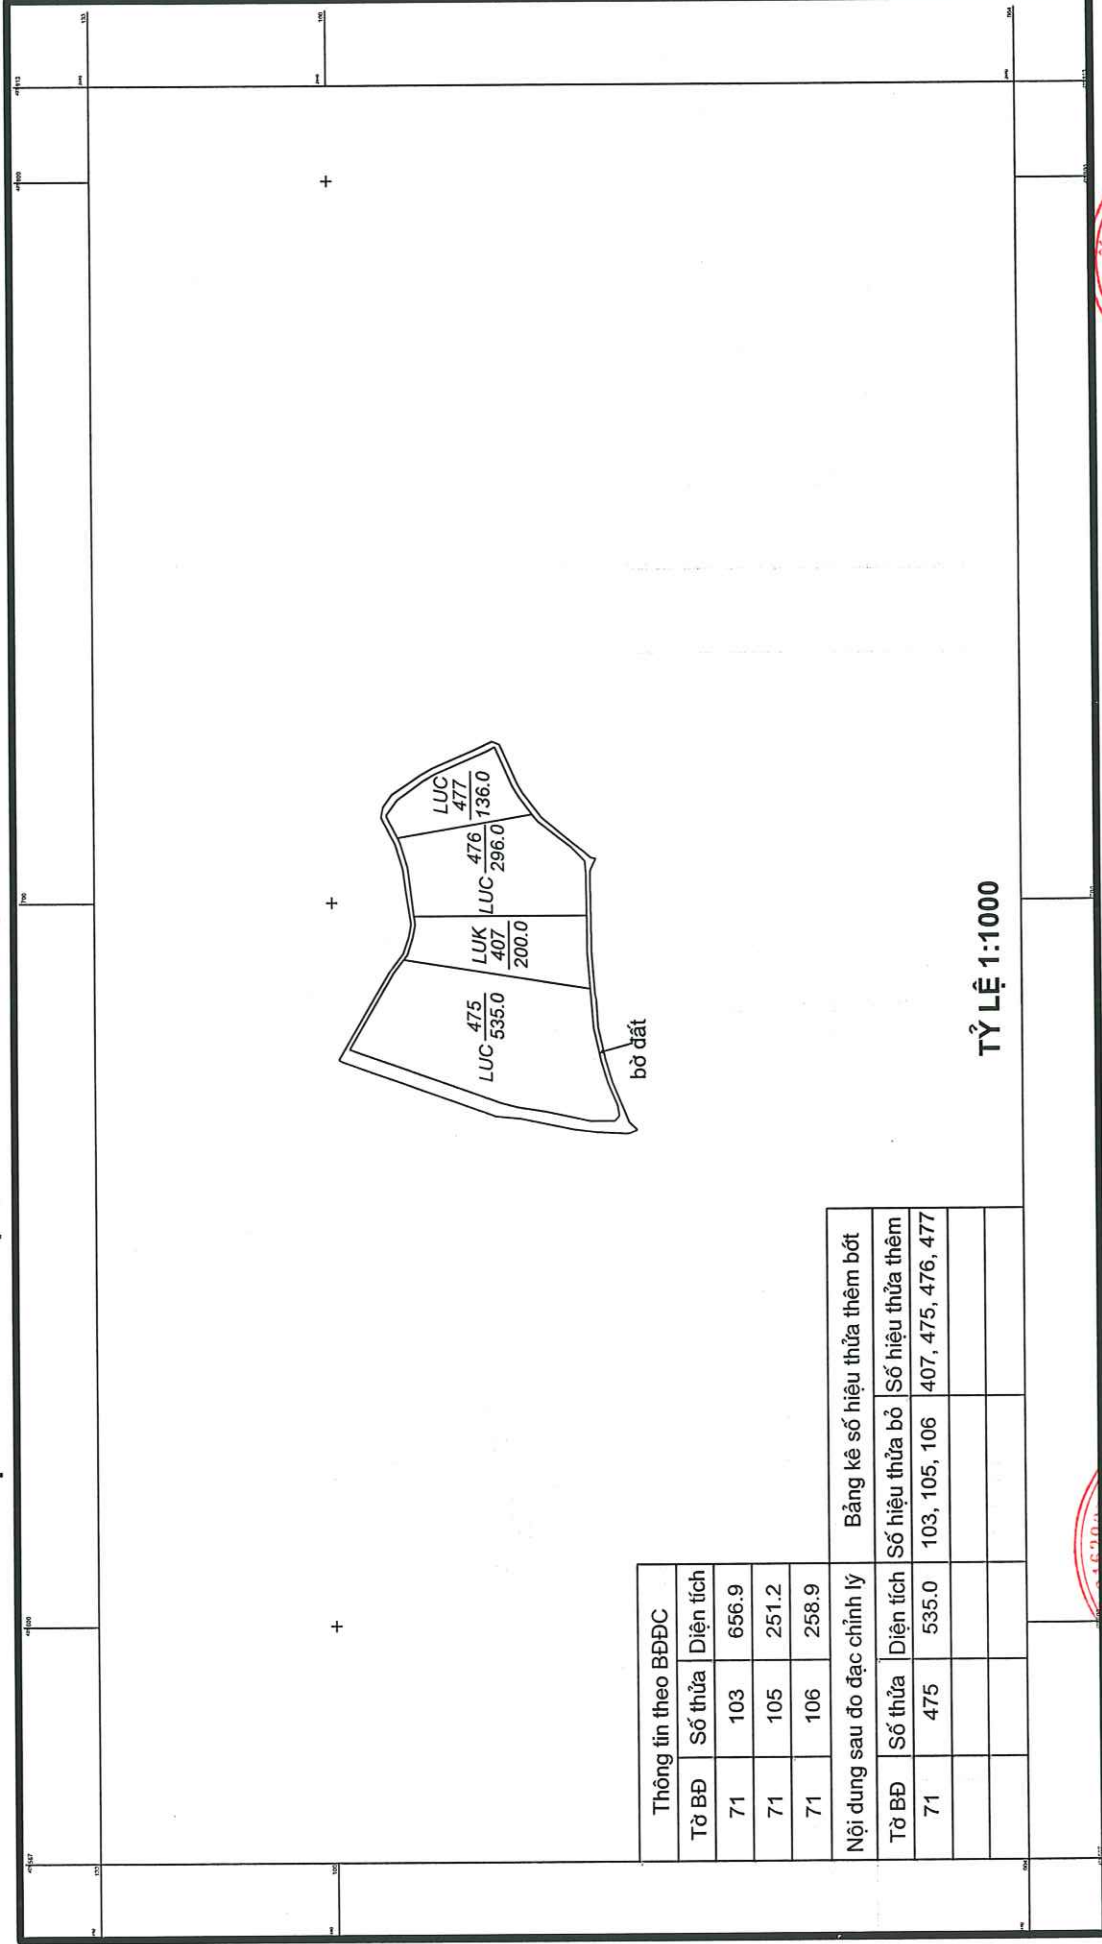 LUC 475
535.0
LUK
407
200.0
LUC 476
296.0
LUC
477
136.0
bờ đất
TỶ LỆ 1:1000
Thông tin theo BĐĐC
Tờ BĐ Số thửa Diện tích
71 103 656.9
71 105 251.2
71 106 258.9
Nội dung sau đo đạc chỉnh lý Bảng kê số hiệu thửa thêm bớt
Tờ BĐ Số thửa Diện tích Số hiệu thửa bỏ Số hiệu thửa thêm
71 475 535.0 103, 105, 106 407, 475, 476, 477